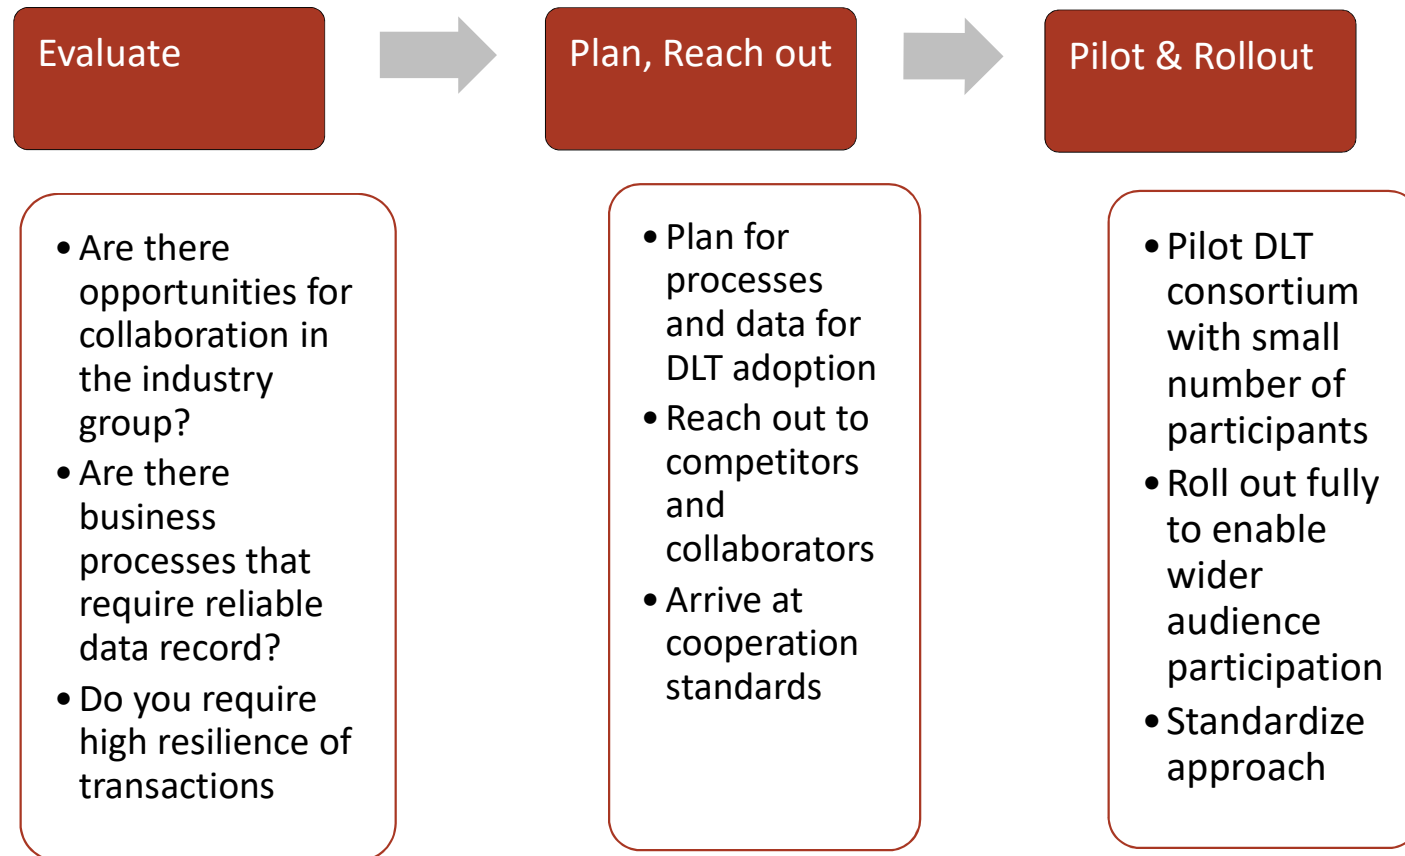 Evaluate
Plan, Reach out
Pilot & Rollout
• Are there
opportunities for
collaboration in
the industry
group?
• Are there
business
processes that
require reliable
data record?
• Do you require
high resilience of
transactions
• Plan for
processes
and data for
DLT adoption
• Reach out to
competitors
and
collaborators
• Arrive at
cooperation
standards
• Pilot DLT
consortium
with small
number of
participants
• Roll out fully
to enable
wider
audience
participation
• Standardize
approach